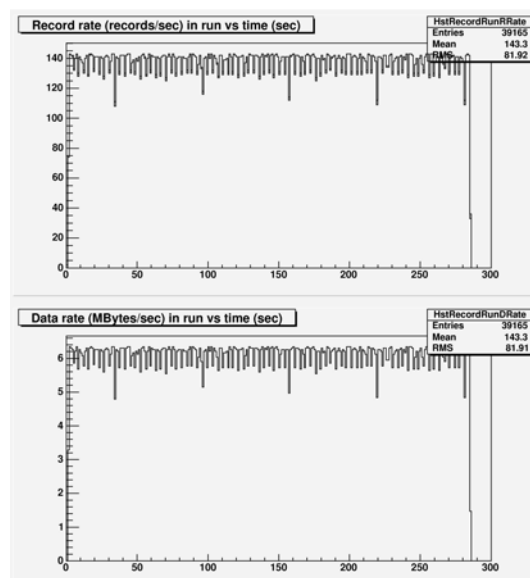 Record rate (records/sec) in run vs time (sec)
HstRecordRunRRate
Entries 39165
Mean 143.3
RMS 81.92
140
120
100
80
60
40
20
0
0 50 100 150 200 250 300
Data rate (MBytes/sec) in run vs time (sec)
HstRecordRunDRate
Entries 39165
Mean 143.3
RMS 81.91
6
5
4
3
2
1
0
0 50 100 150 200 250 300